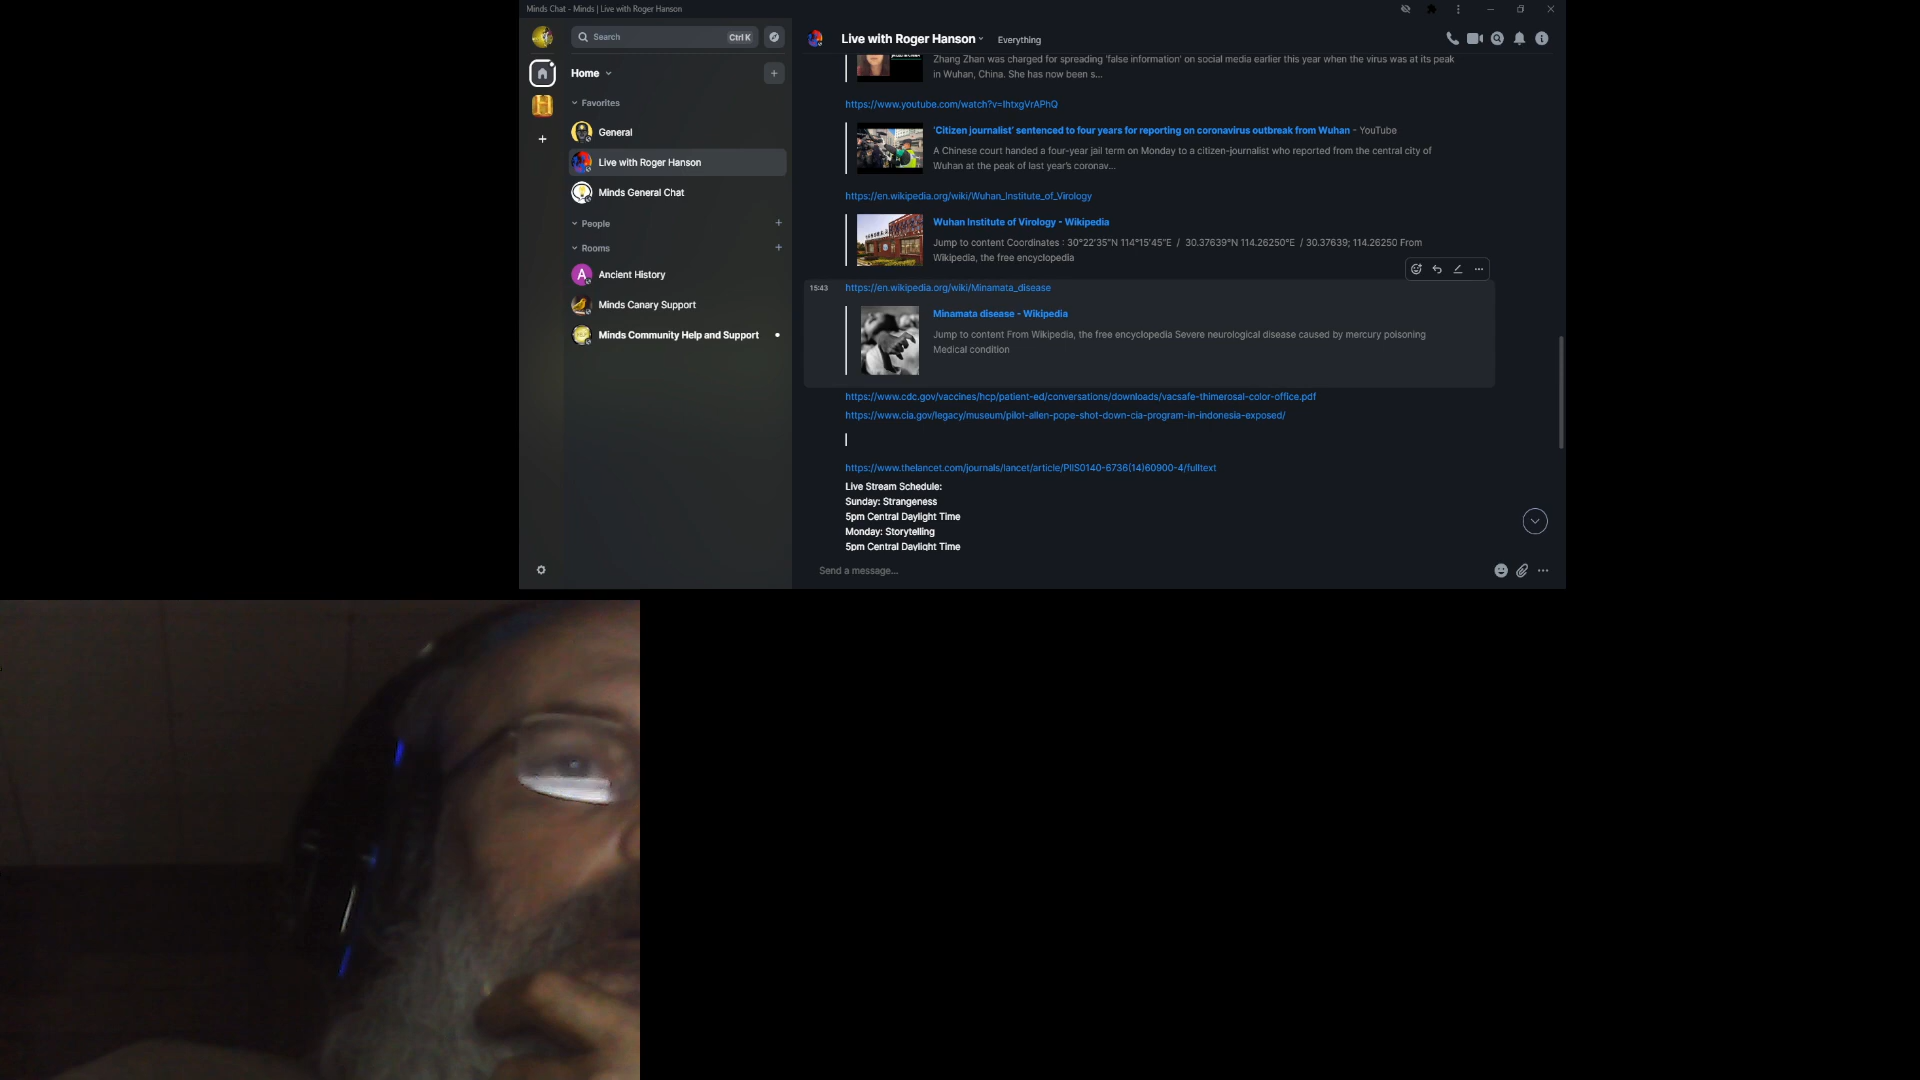 Minds Chat - Minds | Live with Roger Hanson
Search
Ctrl K
Home
Favorites
General
Live with Roger Hanson
Minds General Chat
People
Rooms
A
Ancient History
Minds Canary Support
Minds Community Help and Support
Live with Roger Hanson
Everything
Zhang Zhan was charged for spreading 'false information' on social media earlier this year when the virus was at its peak
in Wuhan, China. She has now been s...
https://www.youtube.com/watch?v=IhtxgVrAPhQ
'Citizen journalist' sentenced to four years for reporting on coronavirus outbreak from Wuhan - YouTube
A Chinese court handed a four-year jail term on Monday to a citizen-journalist who reported from the central city of
Wuhan at the peak of last year's coronav...
https://en.wikipedia.org/wiki/Wuhan_Institute_of_Virology
Wuhan Institute of Virology - Wikipedia
Jump to content Coordinates : 30°22′35″N 114°15′45″E / 30.37639°N 114.26250°E / 30.37639; 114.26250 From
Wikipedia, the free encyclopedia
15:43
https://en.wikipedia.org/wiki/Minamata_disease
Minamata disease - Wikipedia
Jump to content From Wikipedia, the free encyclopedia Severe neurological disease caused by mercury poisoning
Medical condition
https://www.cdc.gov/vaccines/hcp/patient-ed/conversations/downloads/vacsafe-thimerosal-color-office.pdf
https://www.cia.gov/legacy/museum/pilot-allen-pope-shot-down-cia-program-in-indonesia-exposed/
https://www.thelancet.com/journals/lancet/article/PIIS0140-6736(14)60900-4/fulltext
Live Stream Schedule:
Sunday: Strangeness
5pm Central Daylight Time
Monday: Storytelling
5pm Central Daylight Time
Send a message...